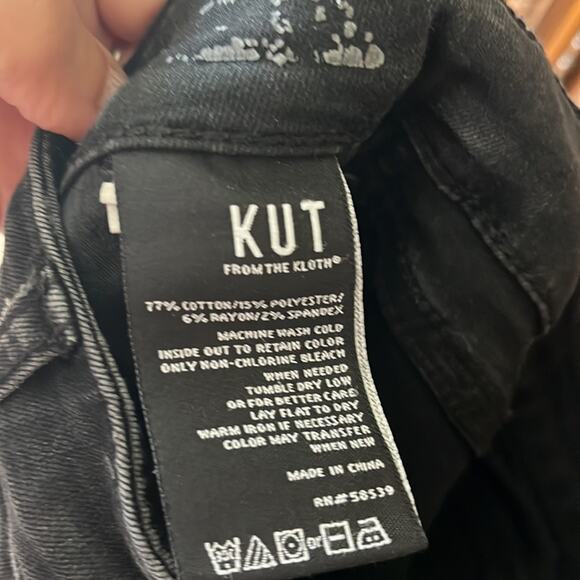 1
KUT
FROM THE KLOTH®
77% COTTON/15% POLYESTER/
6% RAYON/2% SPANDEX
MACHINE WASH COLD
INSIDE OUT TO RETAIN COLOR
ONLY NON-CHLORINE BLEACH
WHEN NEEDED
TUMBLE DRY LOW
OR FOR BETTER CARE:
LAY FLAT TO DRY
WARM IRON IF NECESSARY
COLOR MAY TRANSFER
WHEN NEW
MADE IN CHINA
RN#58539
or